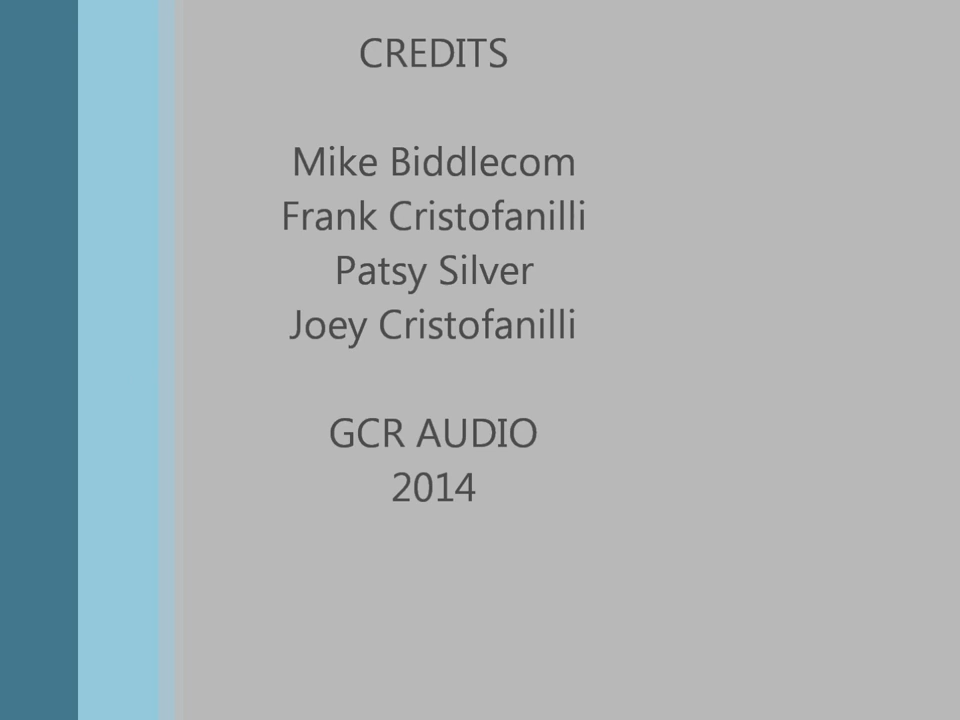 CREDITS
Mike Biddlecom
Frank Cristofanilli
Patsy Silver
Joey Cristofanilli
GCR AUDIO
2014